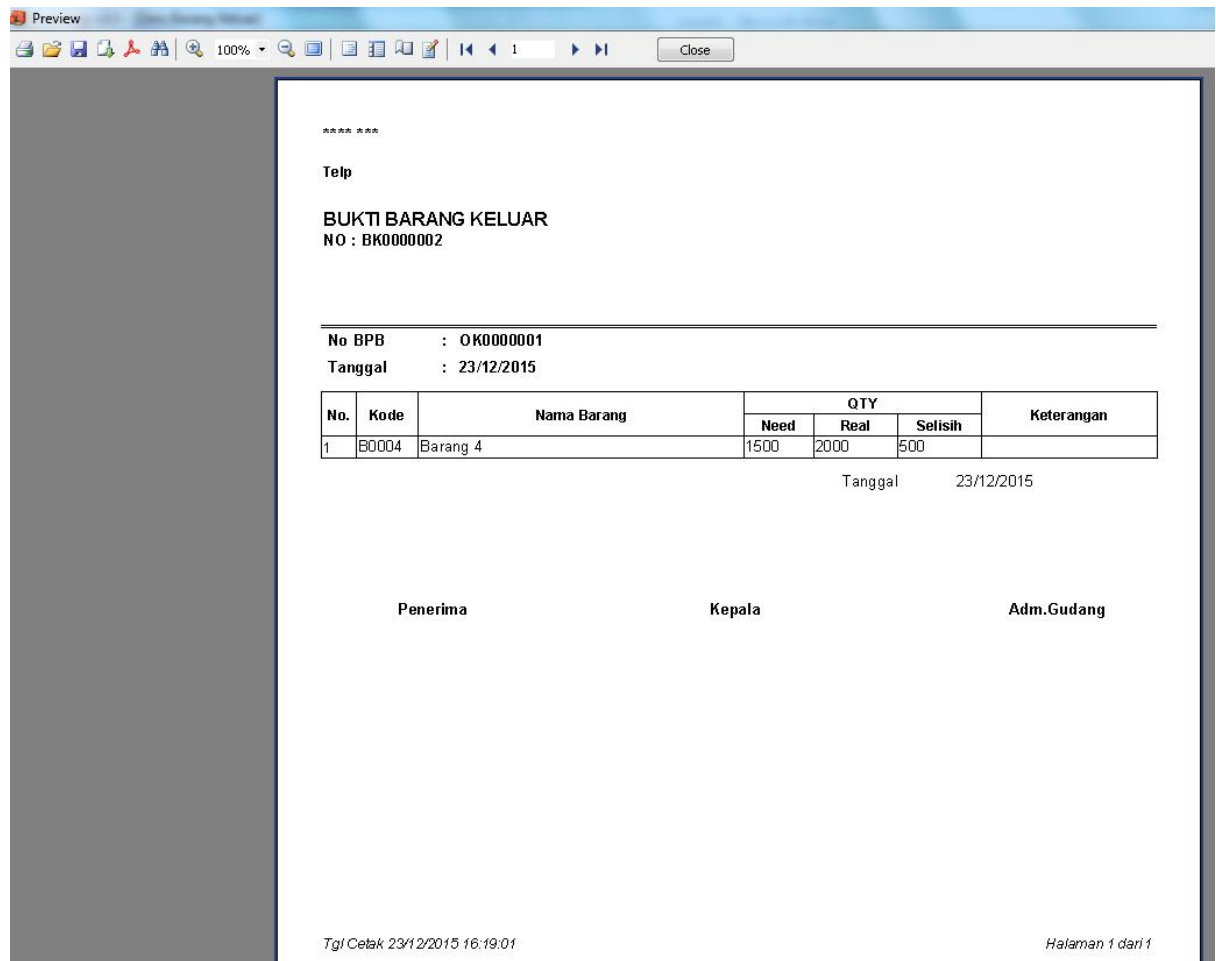 Preview
100%
1
Close
**** ***
Telp
BUKTI BARANG KELUAR
NO : BK0000002
No BPB : OK0000001
Tanggal : 23/12/2015
No. Kode Nama Barang QTY Keterangan
Need Real Selisih
1 B0004 Barang 4 1500 2000 500
Tanggal 23/12/2015
Penerima Kepala Adm.Gudang
Tgl Cetak 23/12/2015 16:19:01 Halaman 1 dari 1